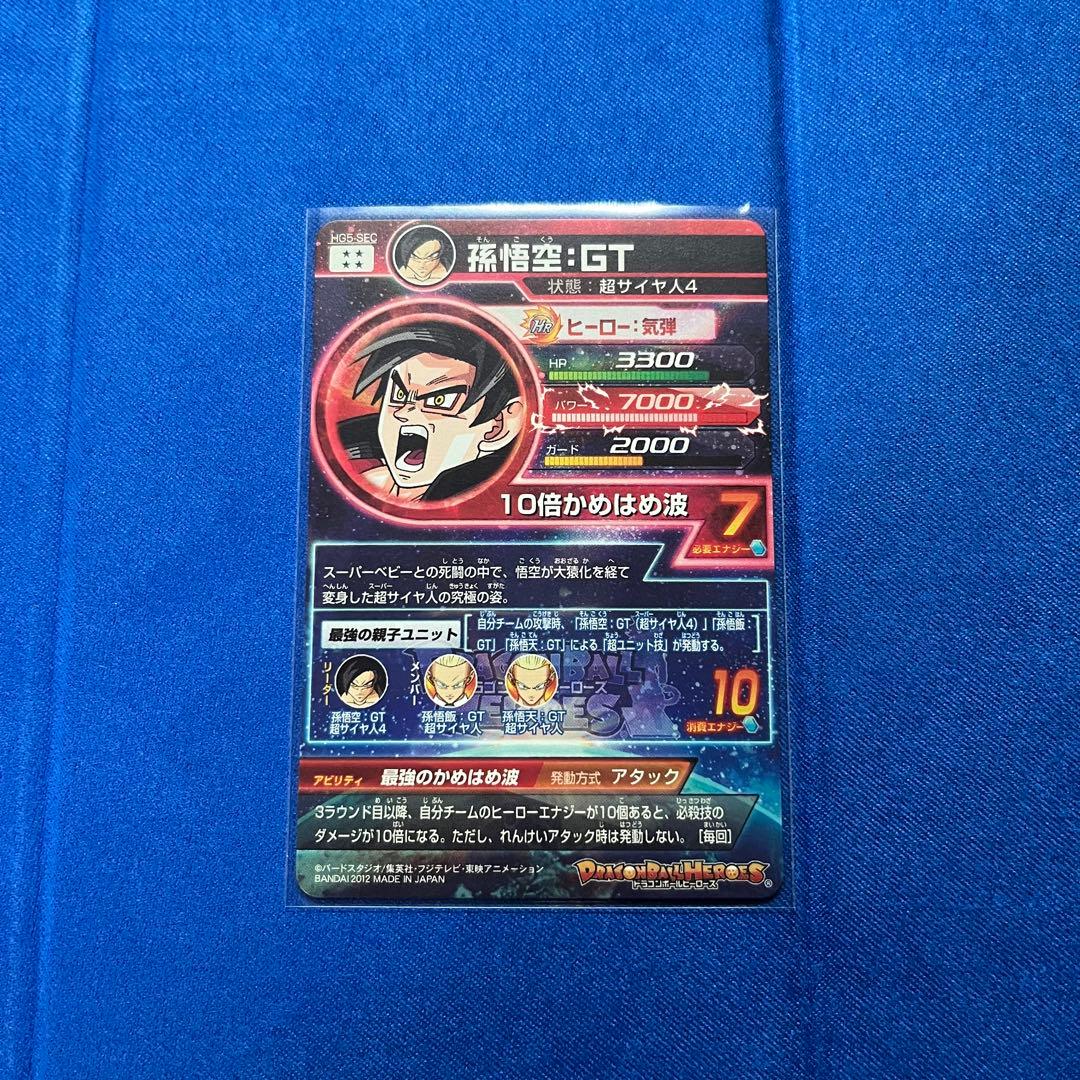 HG5-SEC
孫悟空:GT
そん ご くう
状態:超サイヤ人4
HR ヒーロー:気弾
HP 3300
パワー 7000
ガード 2000
10倍かめはめ波 7
必要エナジー
スーパーベビーとの死闘の中で、悟空が大猿化を経て
変身した超サイヤ人の究極の姿。
最強の親子ユニット
自分チームの攻撃時、「孫悟空:GT(超サイヤ人4)」「孫悟飯:
GT」「孫悟天:GT」による「超ユニット技」が発動する。
リーダー
孫悟空:GT
超サイヤ人4
メンバー
孫悟飯:GT
超サイヤ人
孫悟天:GT
超サイヤ人
10
消費エナジー
アビリティ 最強のかめはめ波 発動方式 アタック
3ラウンド目以降、自分チームのヒーローエナジーが10個あると、必殺技の
ダメージが10倍になる。ただし、れんけいアタック時は発動しない。[毎回]
©バードスタジオ/集英社・フジテレビ・東映アニメーション
BANDAI 2012 MADE IN JAPAN
DRAGONBALL HEROES
ドラゴンボールヒーローズ